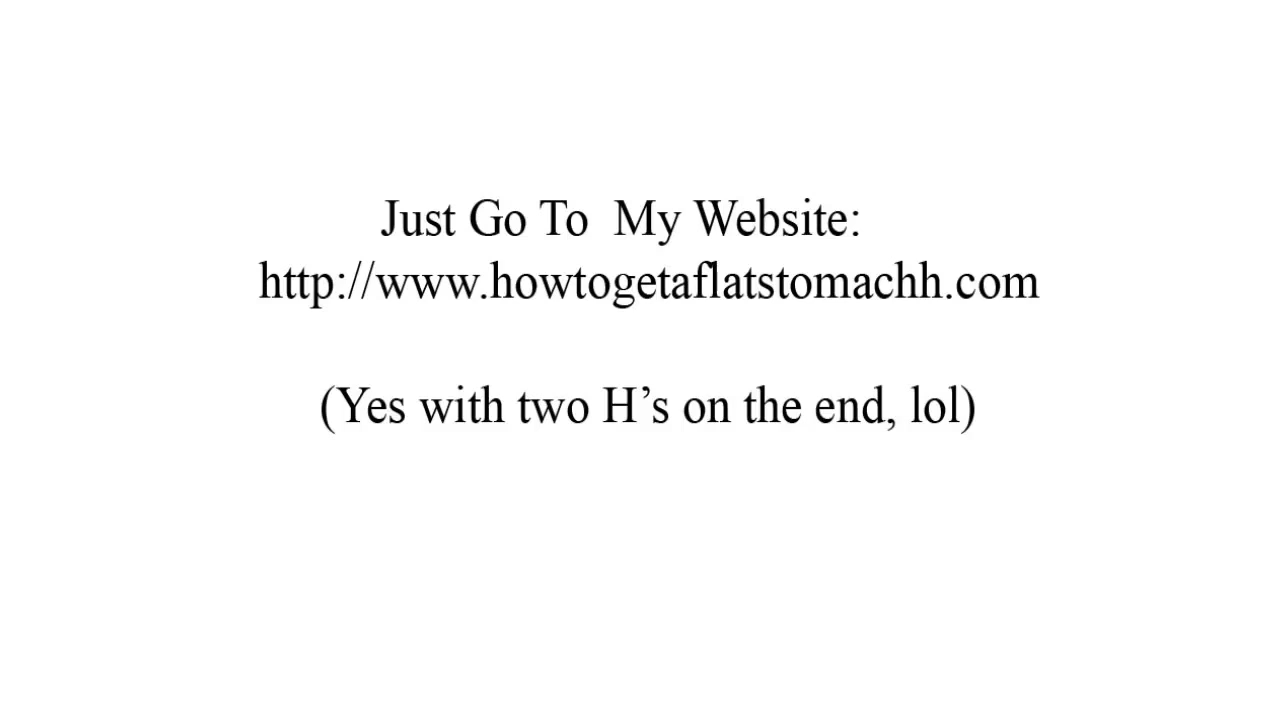 Just Go To  My Website:
http://www.howtogetaflatstomachh.com
(Yes with two H’s on the end, lol)